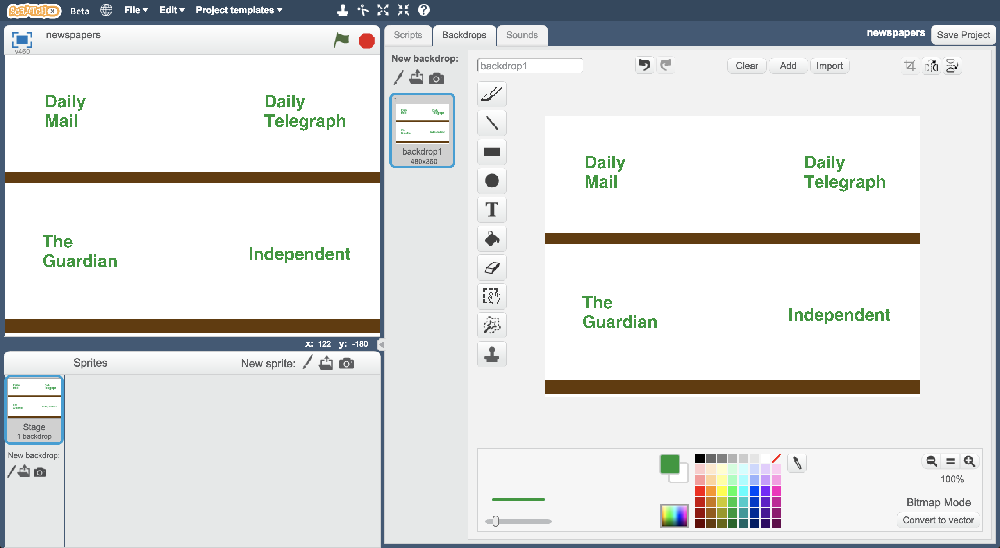 SCRATCHX Beta File Edit Project templates
v460 newspapers
Daily
Mail
Daily
Telegraph
The
Guardian
Independent
x: 122 y: -180
Sprites New sprite:
Stage
1 backdrop
New backdrop:
Scripts Backdrops Sounds
newspapers Save Project
New backdrop:
1
backdrop1
480x360
backdrop1 Clear Add Import
T
Daily
Mail
Daily
Telegraph
The
Guardian
Independent
100%
Bitmap Mode
Convert to vector